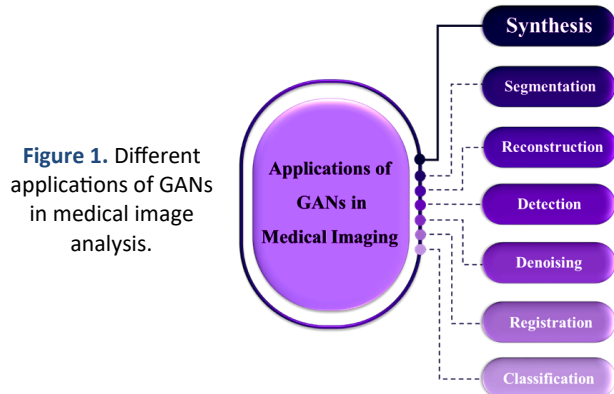 Figure 1. Different
applications of GANs
in medical image
analysis.
Applications of
GANs in
Medical Imaging
Synthesis
Segmentation
Reconstruction
Detection
Denoising
Registration
Classification